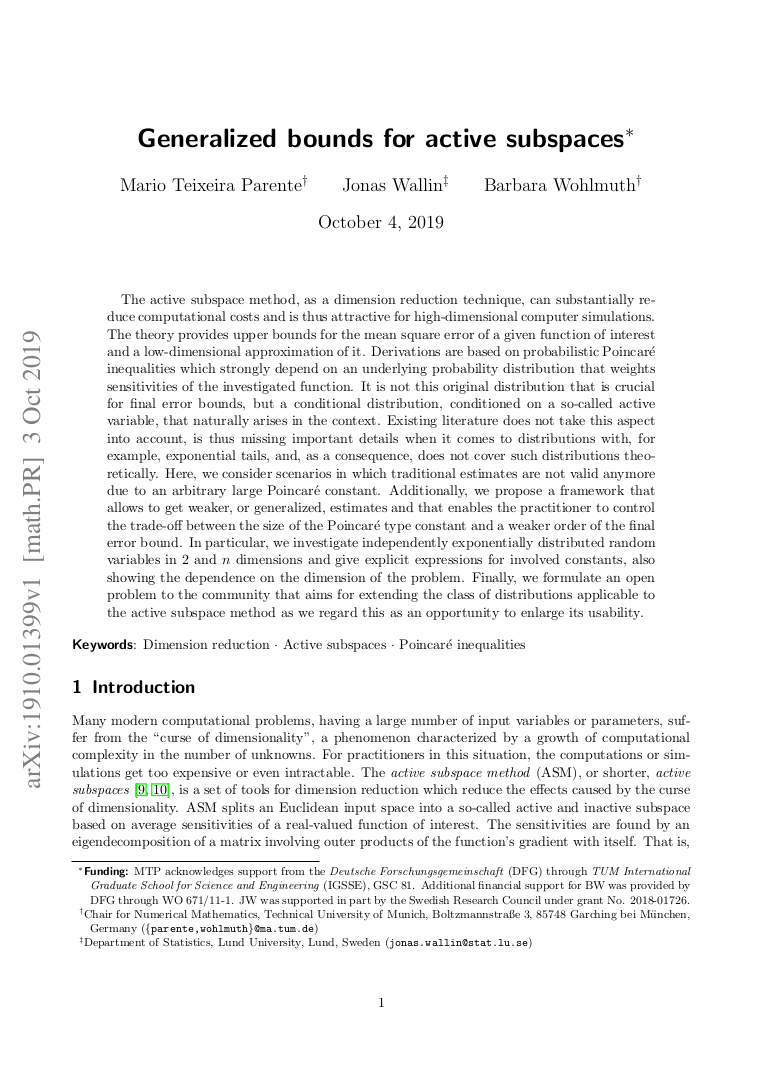 Generalized bounds for active subspaces*
Mario Teixeira Parente† Jonas Wallin‡ Barbara Wohlmuth†
October 4, 2019
The active subspace method, as a dimension reduction technique, can substantially re-
duce computational costs and is thus attractive for high-dimensional computer simulations.
The theory provides upper bounds for the mean square error of a given function of interest
and a low-dimensional approximation of it. Derivations are based on probabilistic Poincaré
inequalities which strongly depend on an underlying probability distribution that weights
sensitivities of the investigated function. It is not this original distribution that is crucial
for final error bounds, but a conditional distribution, conditioned on a so-called active
variable, that naturally arises in the context. Existing literature does not take this aspect
into account, is thus missing important details when it comes to distributions with, for
example, exponential tails, and, as a consequence, does not cover such distributions theo-
retically. Here, we consider scenarios in which traditional estimates are not valid anymore
due to an arbitrary large Poincaré constant. Additionally, we propose a framework that
allows to get weaker, or generalized, estimates and that enables the practitioner to control
the trade-off between the size of the Poincaré type constant and a weaker order of the final
error bound. In particular, we investigate independently exponentially distributed random
variables in 2 and n dimensions and give explicit expressions for involved constants, also
showing the dependence on the dimension of the problem. Finally, we formulate an open
problem to the community that aims for extending the class of distributions applicable to
the active subspace method as we regard this as an opportunity to enlarge its usability.
Keywords: Dimension reduction · Active subspaces · Poincaré inequalities
1 Introduction
Many modern computational problems, having a large number of input variables or parameters, suf-
fer from the “curse of dimensionality”, a phenomenon characterized by a growth of computational
complexity in the number of unknowns. For practitioners in this situation, the computations or sim-
ulations get too expensive or even intractable. The active subspace method (ASM), or shorter, active
subspaces [9, 10], is a set of tools for dimension reduction which reduce the effects caused by the curse
of dimensionality. ASM splits an Euclidean input space into a so-called active and inactive subspace
based on average sensitivities of a real-valued function of interest. The sensitivities are found by an
eigendecomposition of a matrix involving outer products of the function's gradient with itself. That is,
*Funding: MTP acknowledges support from the Deutsche Forschungsgemeinschaft (DFG) through TUM International
Graduate School for Science and Engineering (IGSSE), GSC 81. Additional financial support for BW was provided by
DFG through WO 671/11-1. JW was supported in part by the Swedish Research Council under grant No. 2018-01726.
†Chair for Numerical Mathematics, Technical University of Munich, Boltzmannstraße 3, 85748 Garching bei München,
Germany ({parente,wohlmuth}@ma.tum.de)
‡Department of Statistics, Lund University, Lund, Sweden (jonas.wallin@stat.lu.se)
1
arXiv:1910.01399v1 [math.PR] 3 Oct 2019